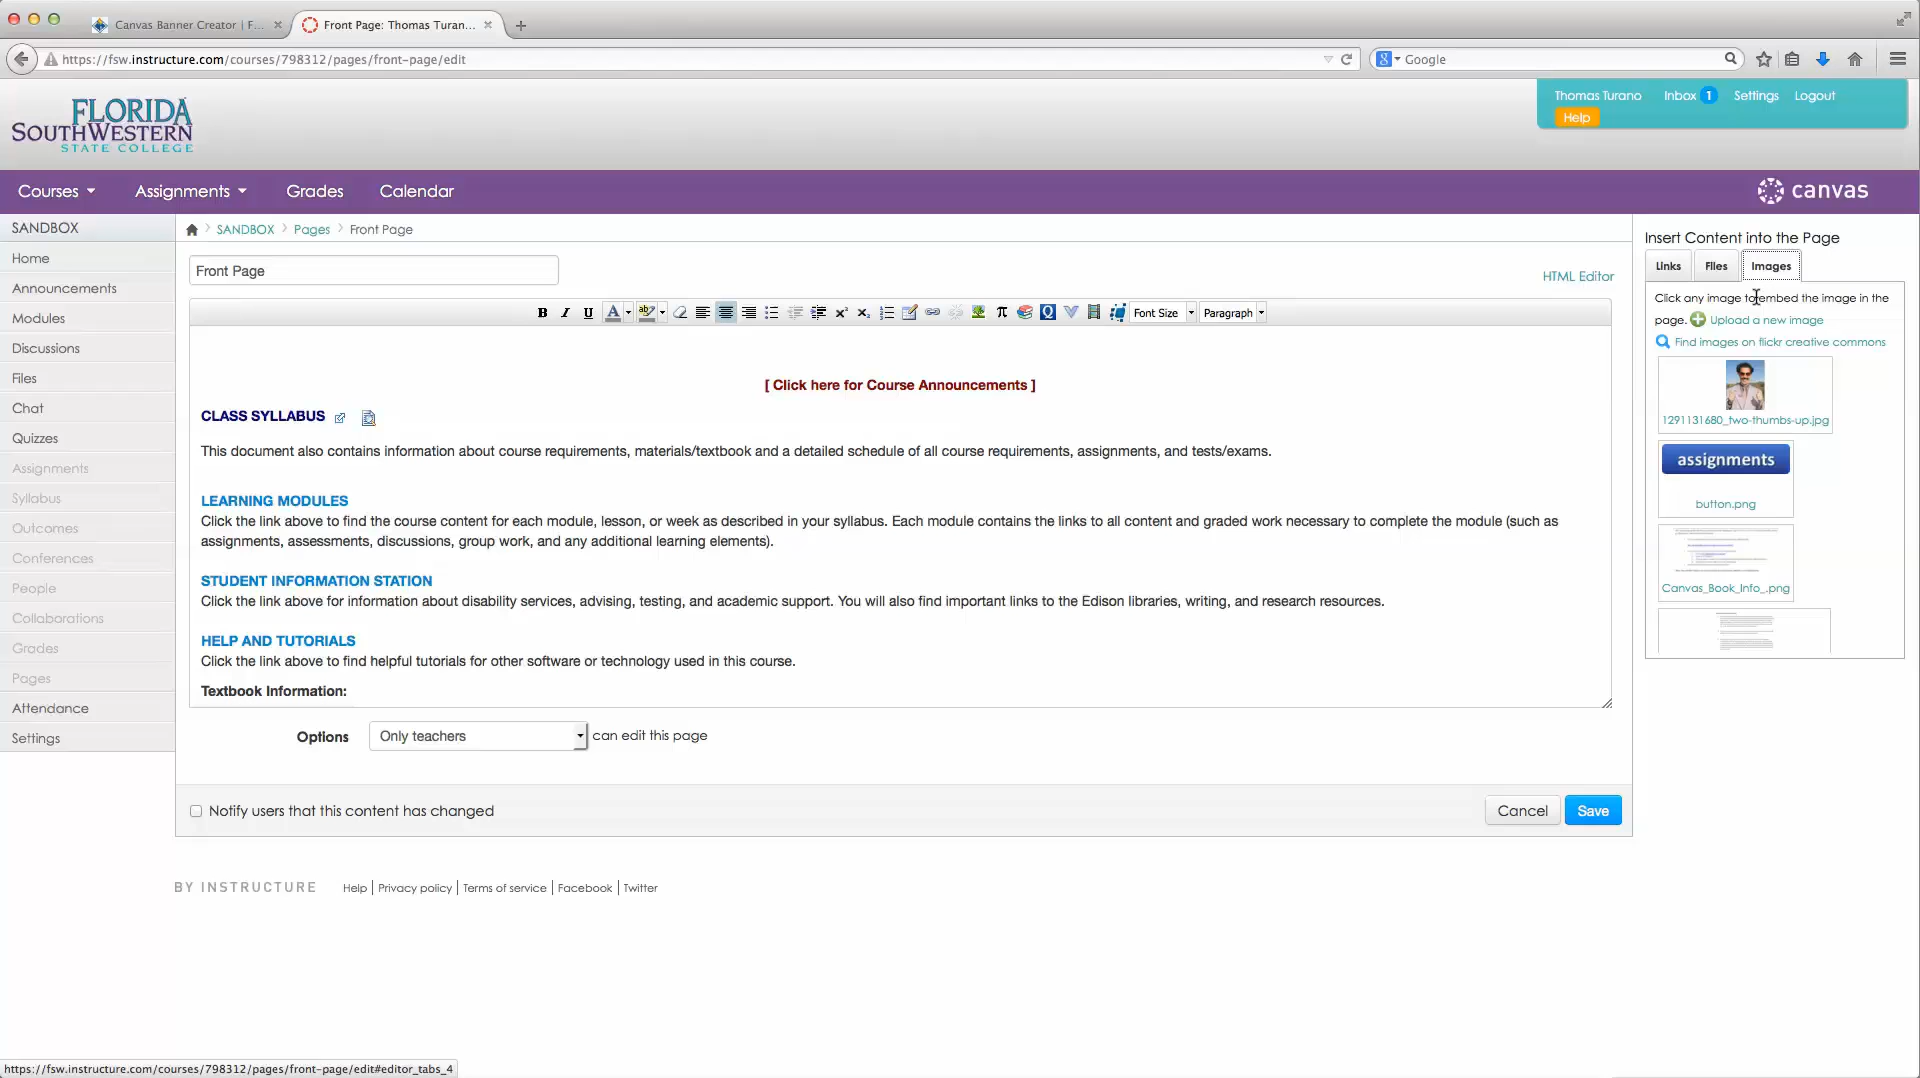 Canvas Banner Creator | F...
Front Page: Thomas Turan...
https://fsw.instructure.com/courses/798312/pages/front-page/edit
Google
FLORIDA
SOUTHWESTERN
STATE COLLEGE
Thomas Turano Inbox 1 Settings Logout
Help
Courses Assignments Grades Calendar
canvas
SANDBOX
Home
Announcements
Modules
Discussions
Files
Chat
Quizzes
Assignments
Syllabus
Outcomes
Conferences
People
Collaborations
Grades
Pages
Attendance
Settings
SANDBOX Pages Front Page
Front Page
HTML Editor
B I U A ab Font Size Paragraph
[ Click here for Course Announcements ]
CLASS SYLLABUS
This document also contains information about course requirements, materials/textbook and a detailed schedule of all course requirements, assignments, and tests/exams.
LEARNING MODULES
Click the link above to find the course content for each module, lesson, or week as described in your syllabus. Each module contains the links to all content and graded work necessary to complete the module (such as
assignments, assessments, discussions, group work, and any additional learning elements).
STUDENT INFORMATION STATION
Click the link above for information about disability services, advising, testing, and academic support. You will also find important links to the Edison libraries, writing, and research resources.
HELP AND TUTORIALS
Click the link above to find helpful tutorials for other software or technology used in this course.
Textbook Information:
Options Only teachers can edit this page
Notify users that this content has changed
Cancel Save
Insert Content into the Page
Links Files Images
Click any image to embed the image in the
page. Upload a new image
Find images on flickr creative commons
1291131680_two-thumbs-up.jpg
assignments
button.png
Canvas_Book_Info_.png
BY INSTRUCTURE Help Privacy policy Terms of service Facebook Twitter
https://fsw.instructure.com/courses/798312/pages/front-page/edit#editor_tabs_4